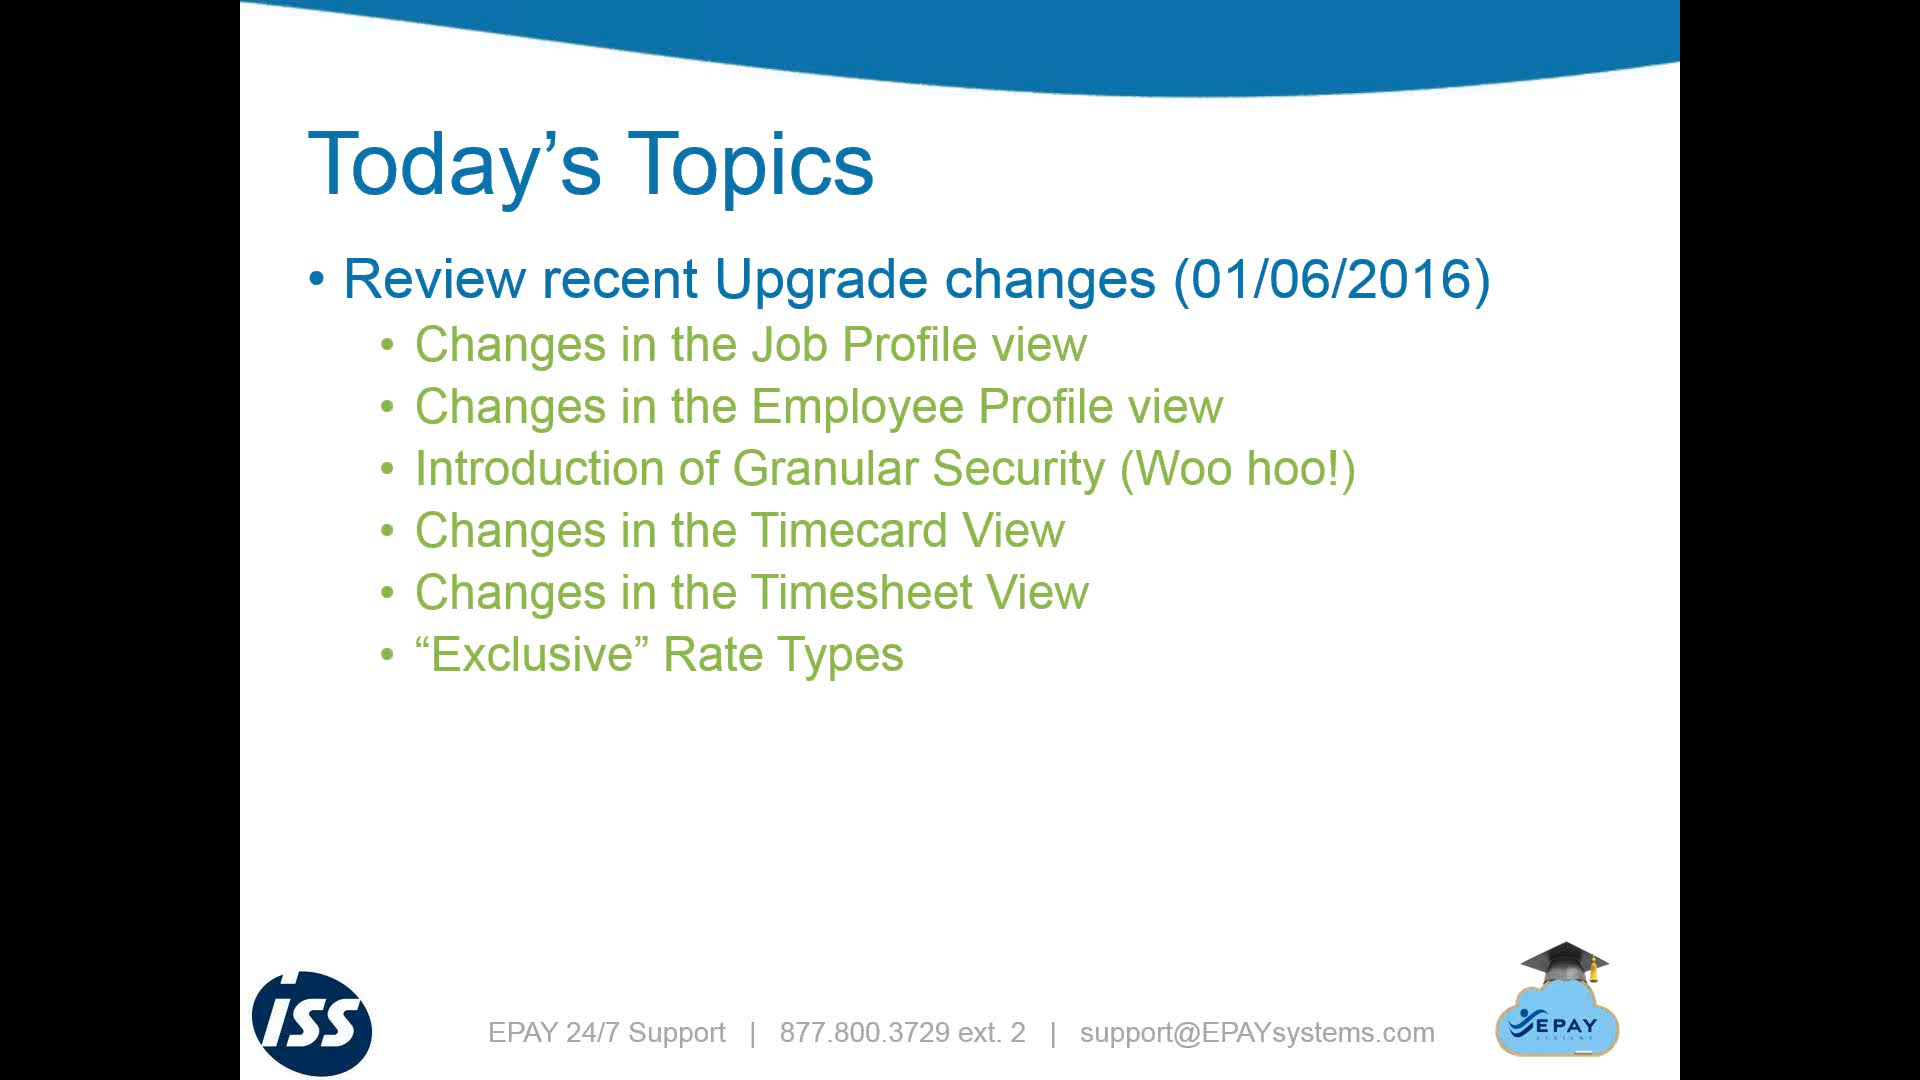 Today’s Topics
• Review recent Upgrade changes (01/06/2016)
• Changes in the Job Profile view
• Changes in the Employee Profile view
• Introduction of Granular Security (Woo hoo!)
• Changes in the Timecard View
• Changes in the Timesheet View
• “Exclusive” Rate Types
ISS
EPAY 24/7 Support | 877.800.3729 ext. 2 | support@EPAYsystems.com
EPAY
SYSTEMS